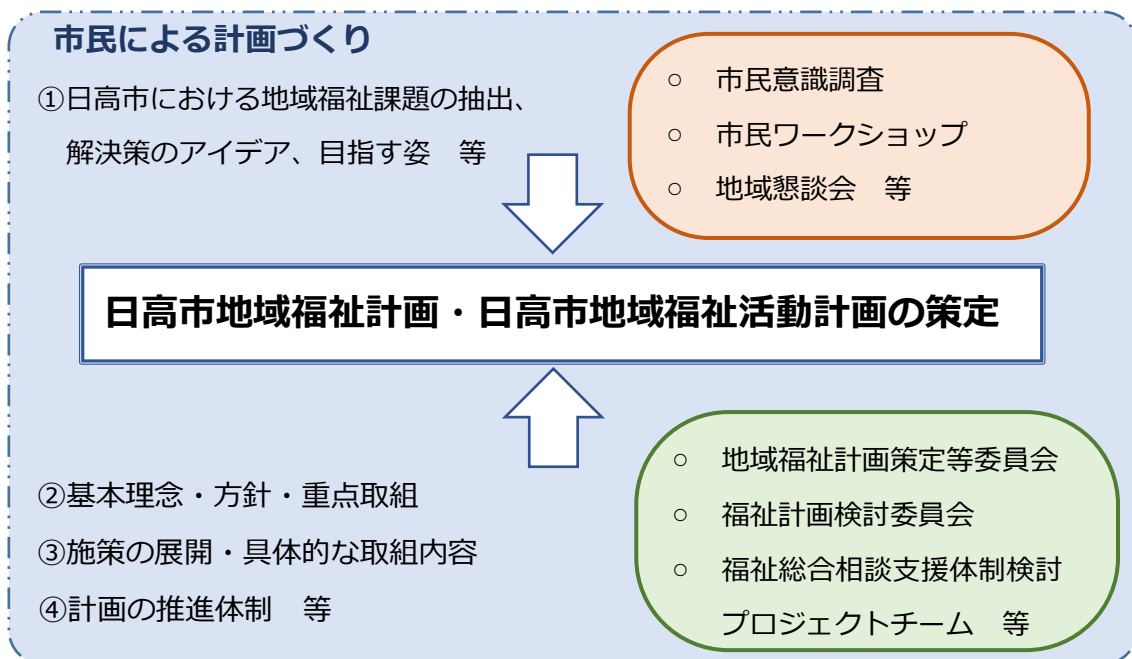 市民による計画づくり
①日高市における地域福祉課題の抽出、
解決策のアイデア、目指す姿　等
○　市民意識調査
○　市民ワークショップ
○　地域懇談会　等
日高市地域福祉計画・日高市地域福祉活動計画の策定
②基本理念・方針・重点取組
③施策の展開・具体的な取組内容
④計画の推進体制　等
○　地域福祉計画策定等委員会
○　福祉計画検討委員会
○　福祉総合相談支援体制検討
プロジェクトチーム　等